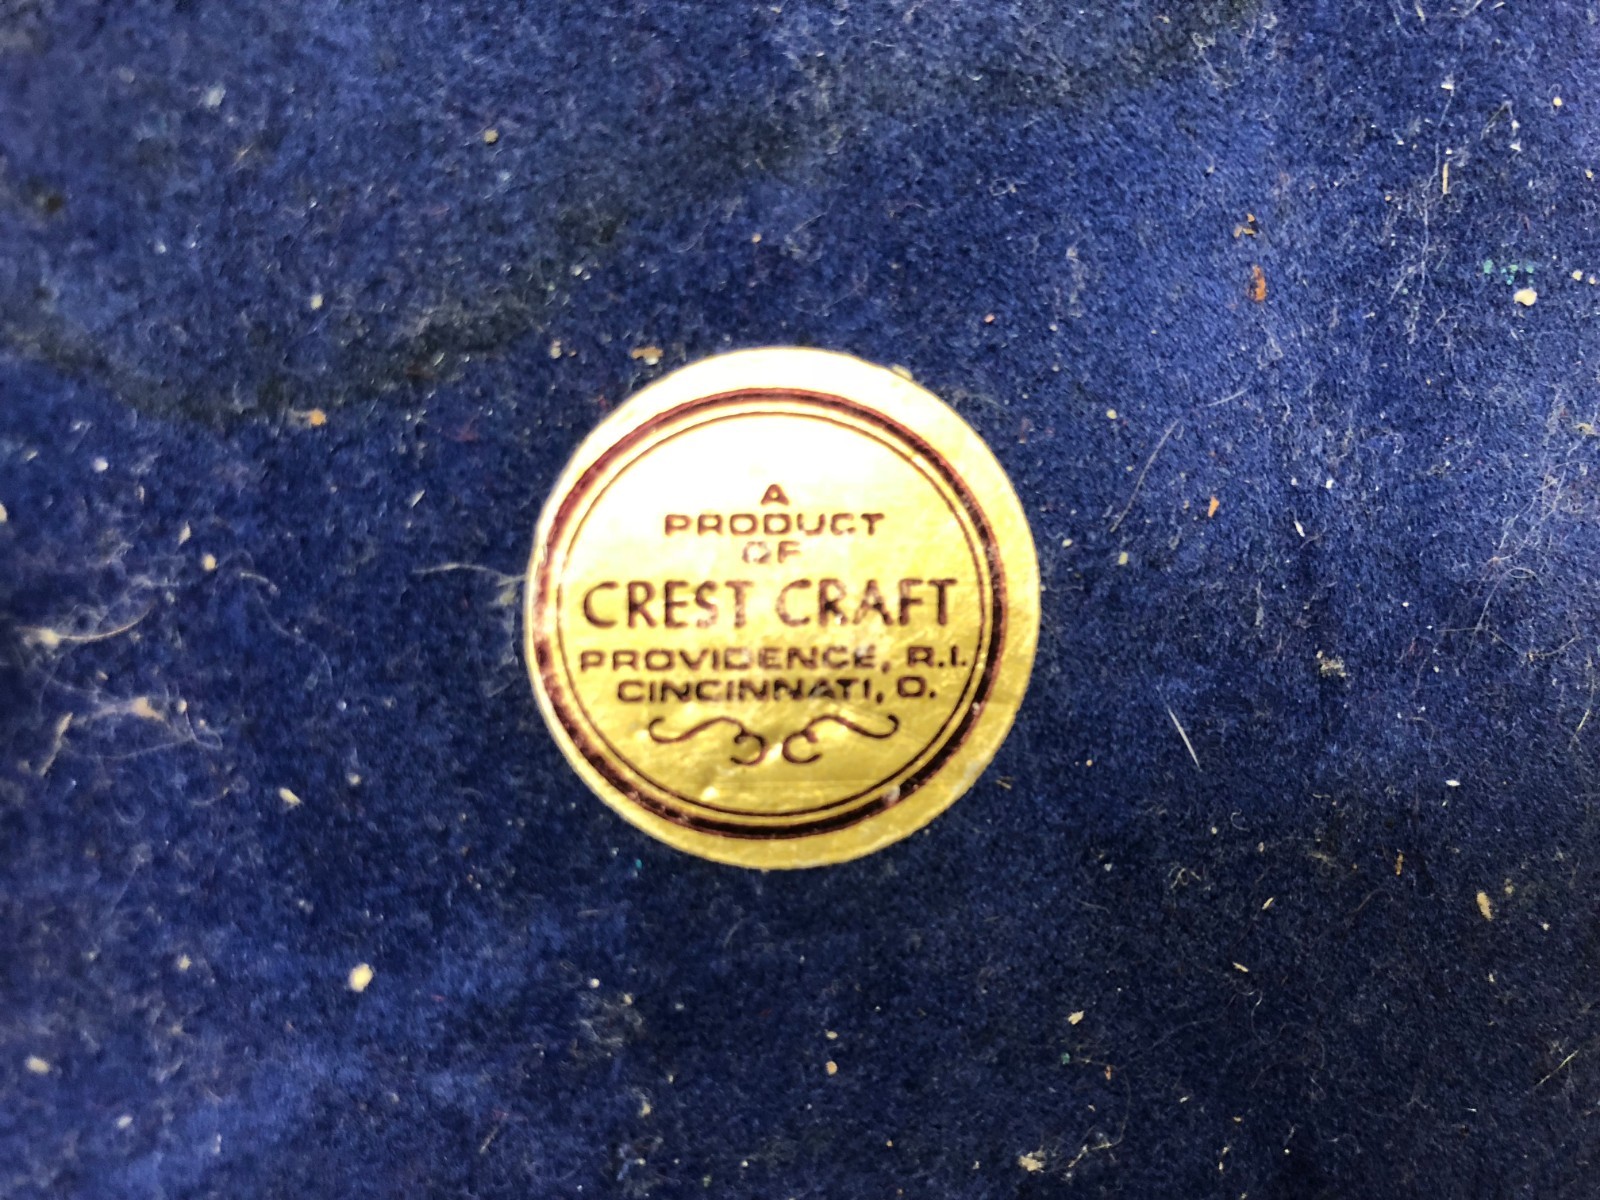 A
PRODUCT
OF
CREST CRAFT
PROVIDENCE, R.I.
CINCINNATI, O.